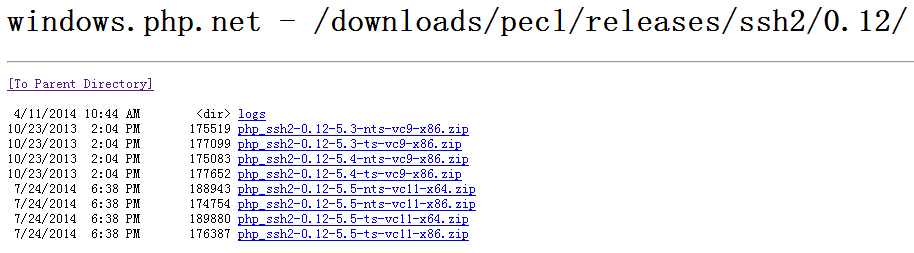 windows.php.net - /downloads/pecl/releases/ssh2/0.12/
[To Parent Directory]
4/11/2014 10:44 AM <dir> logs
10/23/2013 2:04 PM 175519 php_ssh2-0.12-5.3-nts-vc9-x86.zip
10/23/2013 2:04 PM 177099 php_ssh2-0.12-5.3-ts-vc9-x86.zip
10/23/2013 2:04 PM 175083 php_ssh2-0.12-5.4-nts-vc9-x86.zip
10/23/2013 2:04 PM 177652 php_ssh2-0.12-5.4-ts-vc9-x86.zip
7/24/2014 6:38 PM 188943 php_ssh2-0.12-5.5-nts-vc11-x64.zip
7/24/2014 6:38 PM 174754 php_ssh2-0.12-5.5-nts-vc11-x86.zip
7/24/2014 6:38 PM 189880 php_ssh2-0.12-5.5-ts-vc11-x64.zip
7/24/2014 6:38 PM 176387 php_ssh2-0.12-5.5-ts-vc11-x86.zip